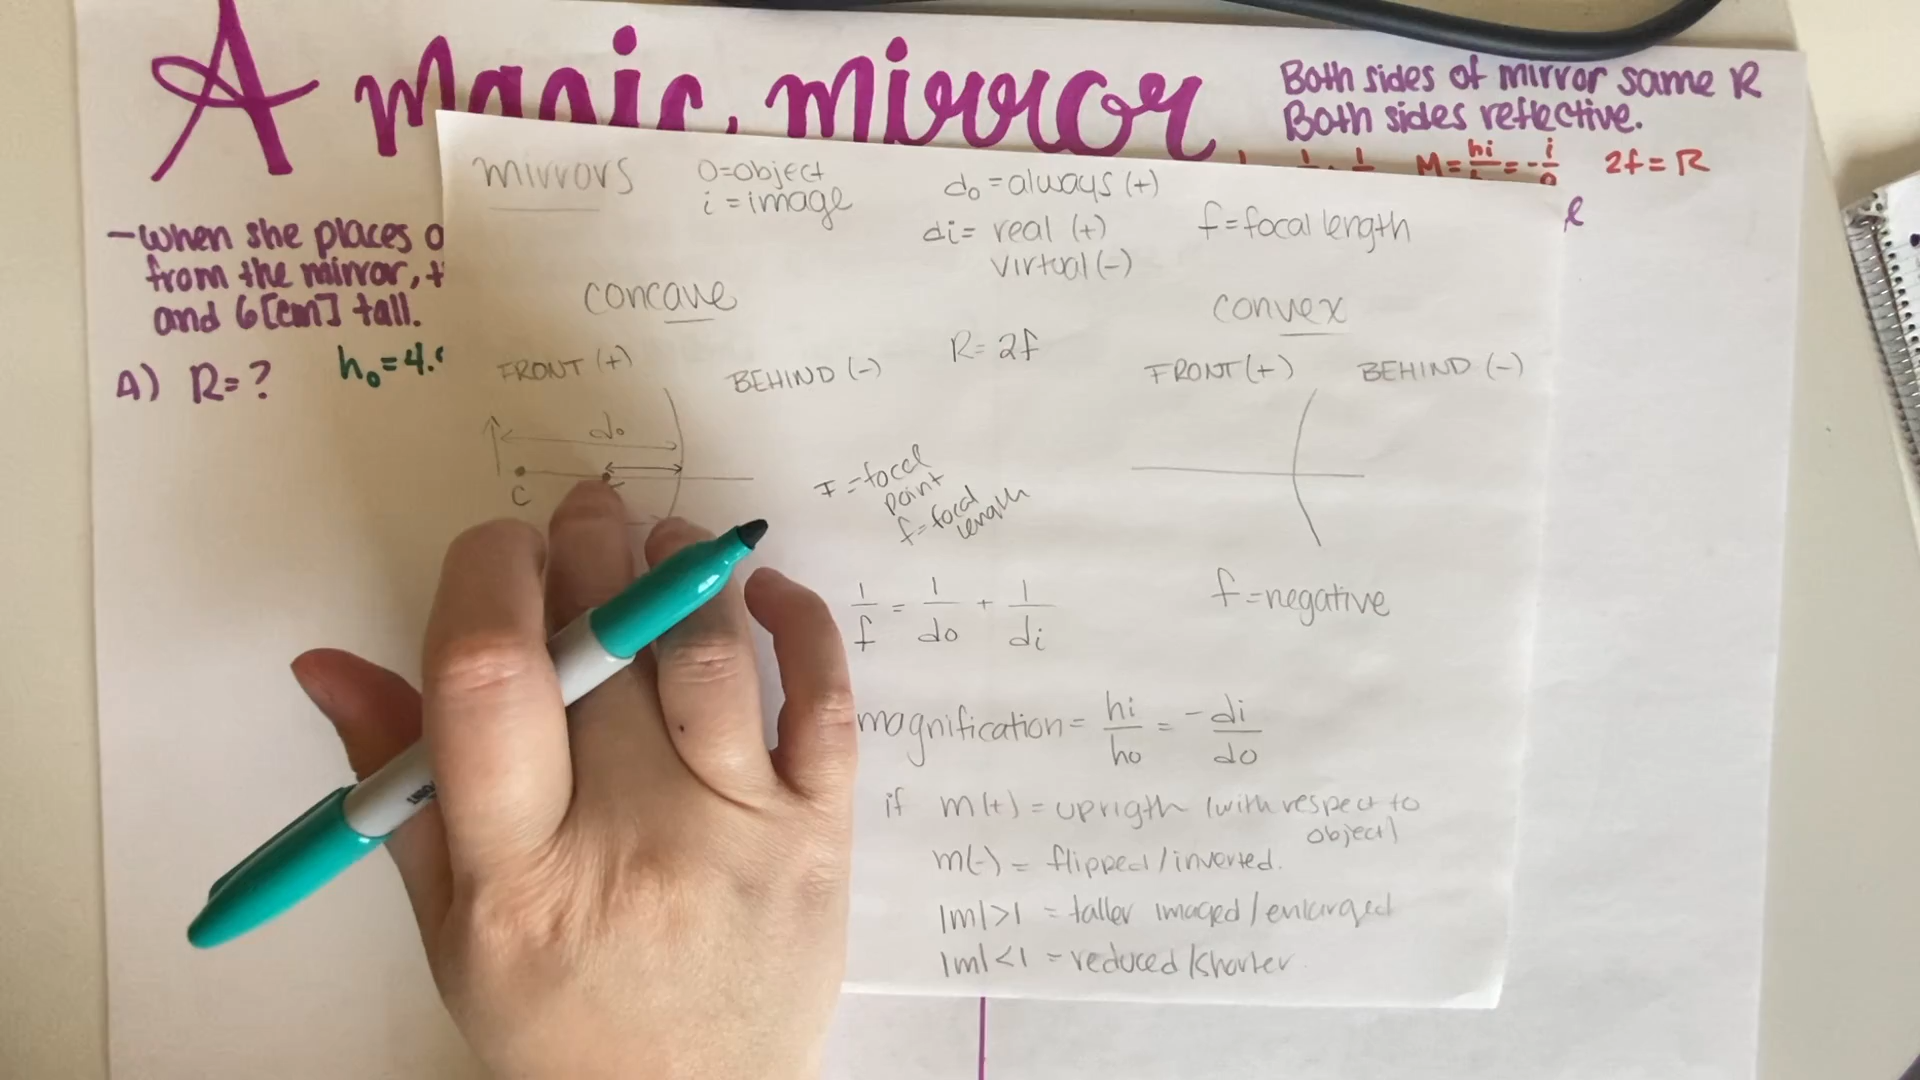 A magic mirror
Both sides of mirror same R
Both sides reflective.
M = hi = - i
o
2f = R
- When she places
from the mirror,
and 6[cm] tall.
A) R = ?
ho = 4.
mirrors
O = object
i = image
do = always (+)
di = real (+)
virtual (-)
f = focal length
concave
FRONT (+)
BEHIND (-)
R = 2f
convex
FRONT (+)
BEHIND (-)
do
C
F = focal
point
f = focal
length
1/f = 1/do + 1/di
f = negative
magnification = hi/ho = -di/do
if m(+) = uprigth (with respect to
object)
m(-) = flipped/inverted.
|m|>1 = taller imaged/enlarged
|m|<1 = reduced/shorter